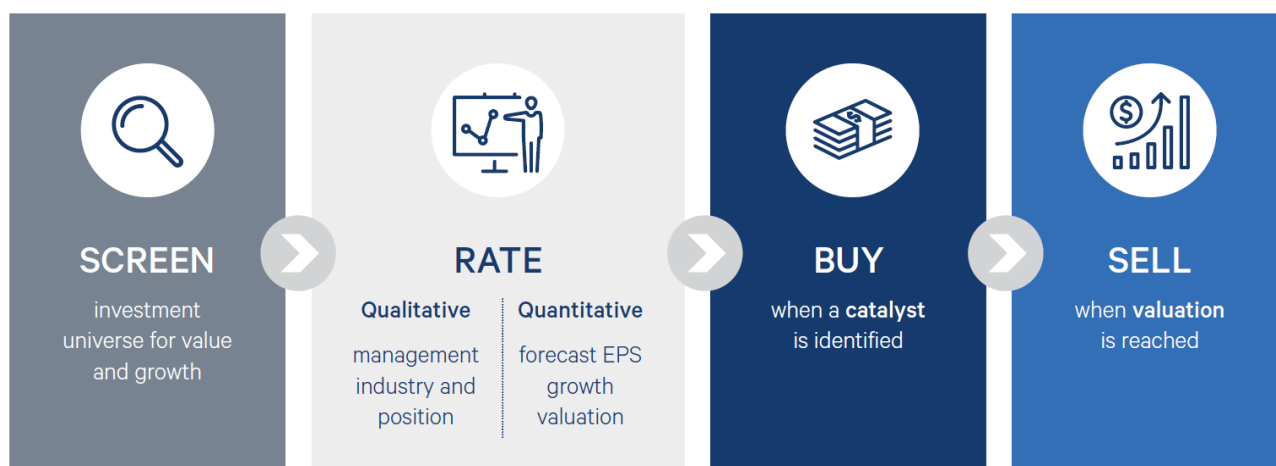 SCREEN
investment
universe for value
and growth
RATE
Qualitative
management
industry and
position
Quantitative
forecast EPS
growth
valuation
BUY
when a catalyst
is identified
$
SELL
when valuation
is reached
$